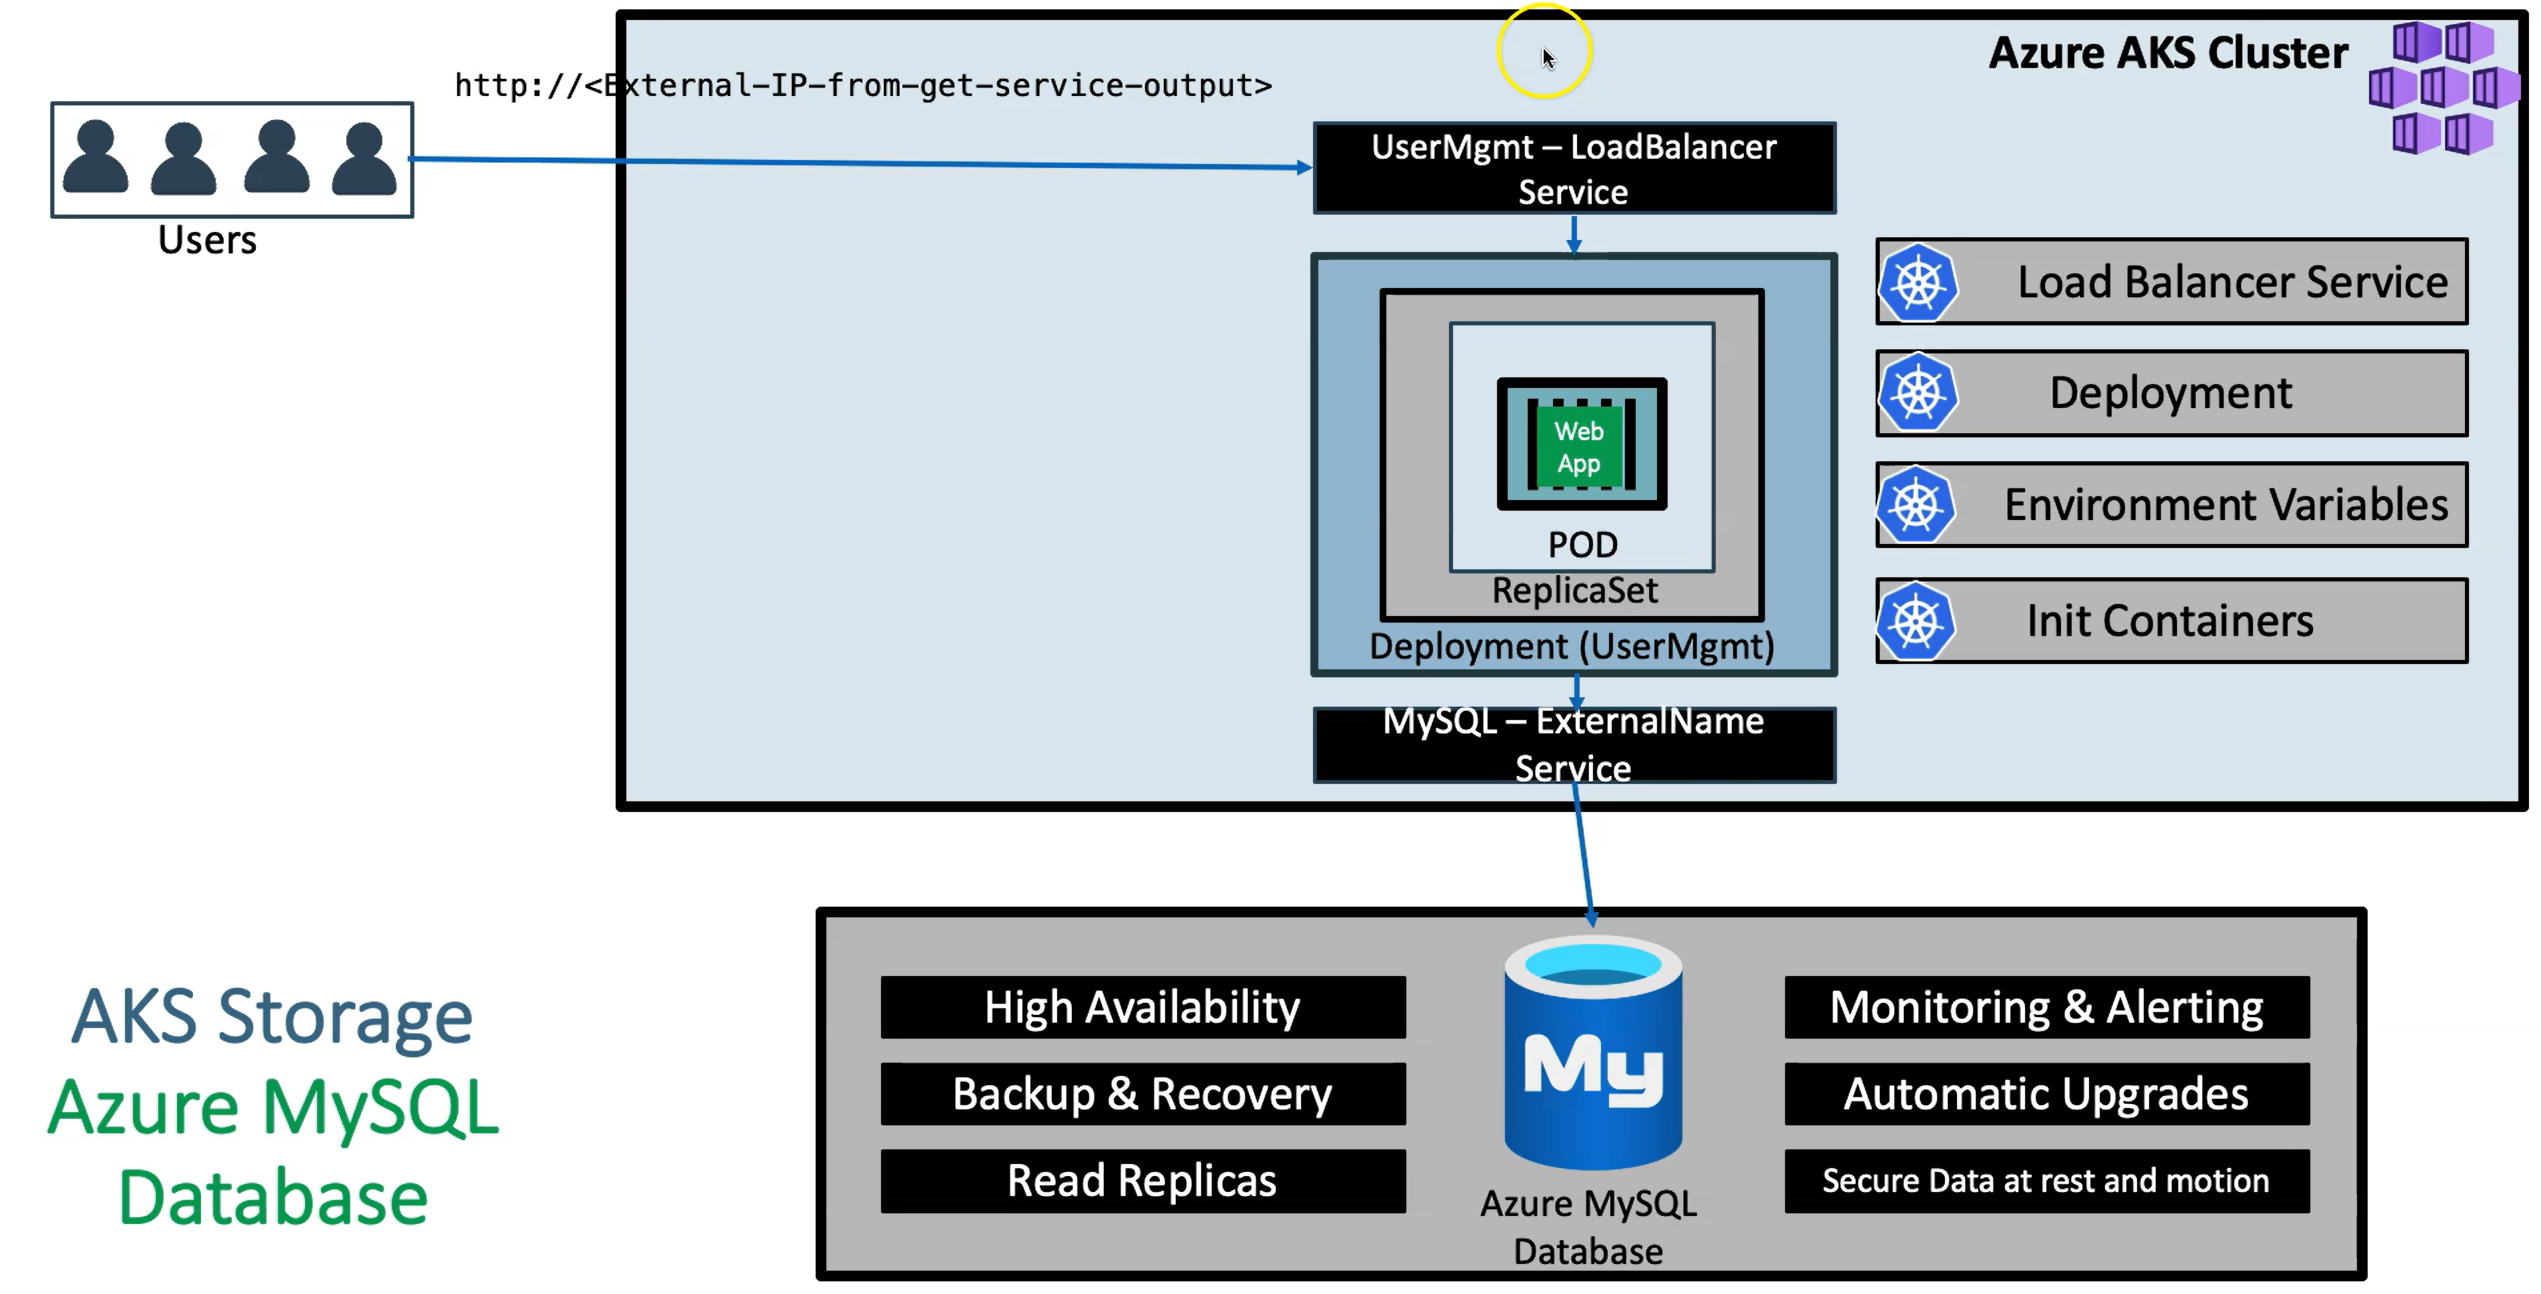 Azure AKS Cluster
http://<External-IP-from-get-service-output>
UserMgmt – LoadBalancer
Service
Users
Load Balancer Service
Deployment
Environment Variables
Init Containers
Web
App
POD
ReplicaSet
Deployment (UserMgmt)
MySQL – ExternalName
Service
AKS Storage
Azure MySQL
Database
High Availability
Backup & Recovery
Read Replicas
My
Azure MySQL
Database
Monitoring & Alerting
Automatic Upgrades
Secure Data at rest and motion